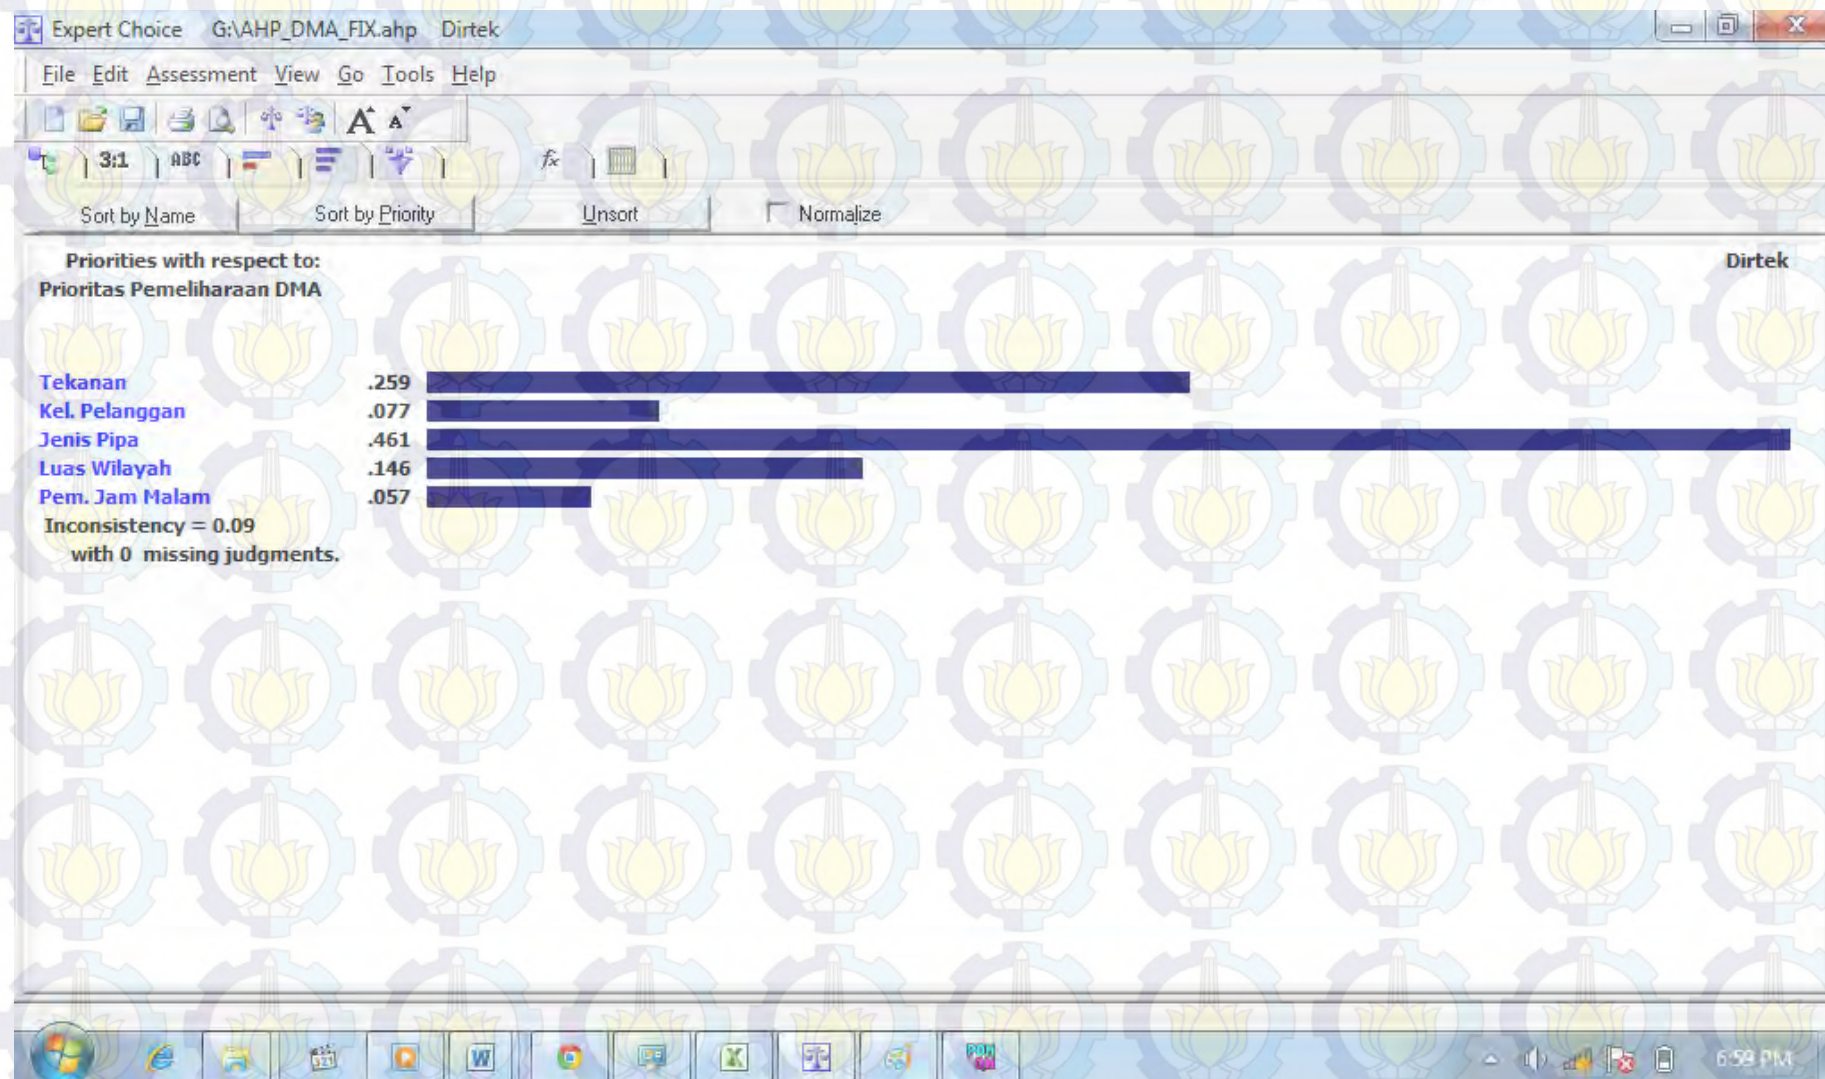 Expert Choice G:\AHP_DMA_FIX.ahp Dirtek
File Edit Assessment View Go Tools Help
A A
3:1 ABC fx
Sort by Name Sort by Priority Unsort Normalize
Priorities with respect to: Dirtek
Prioritas Pemeliharaan DMA
Tekanan .259
Kel. Pelanggan .077
Jenis Pipa .461
Luas Wilayah .146
Pem. Jam Malam .057
Inconsistency = 0.09
with 0 missing judgments.
6:59 PM